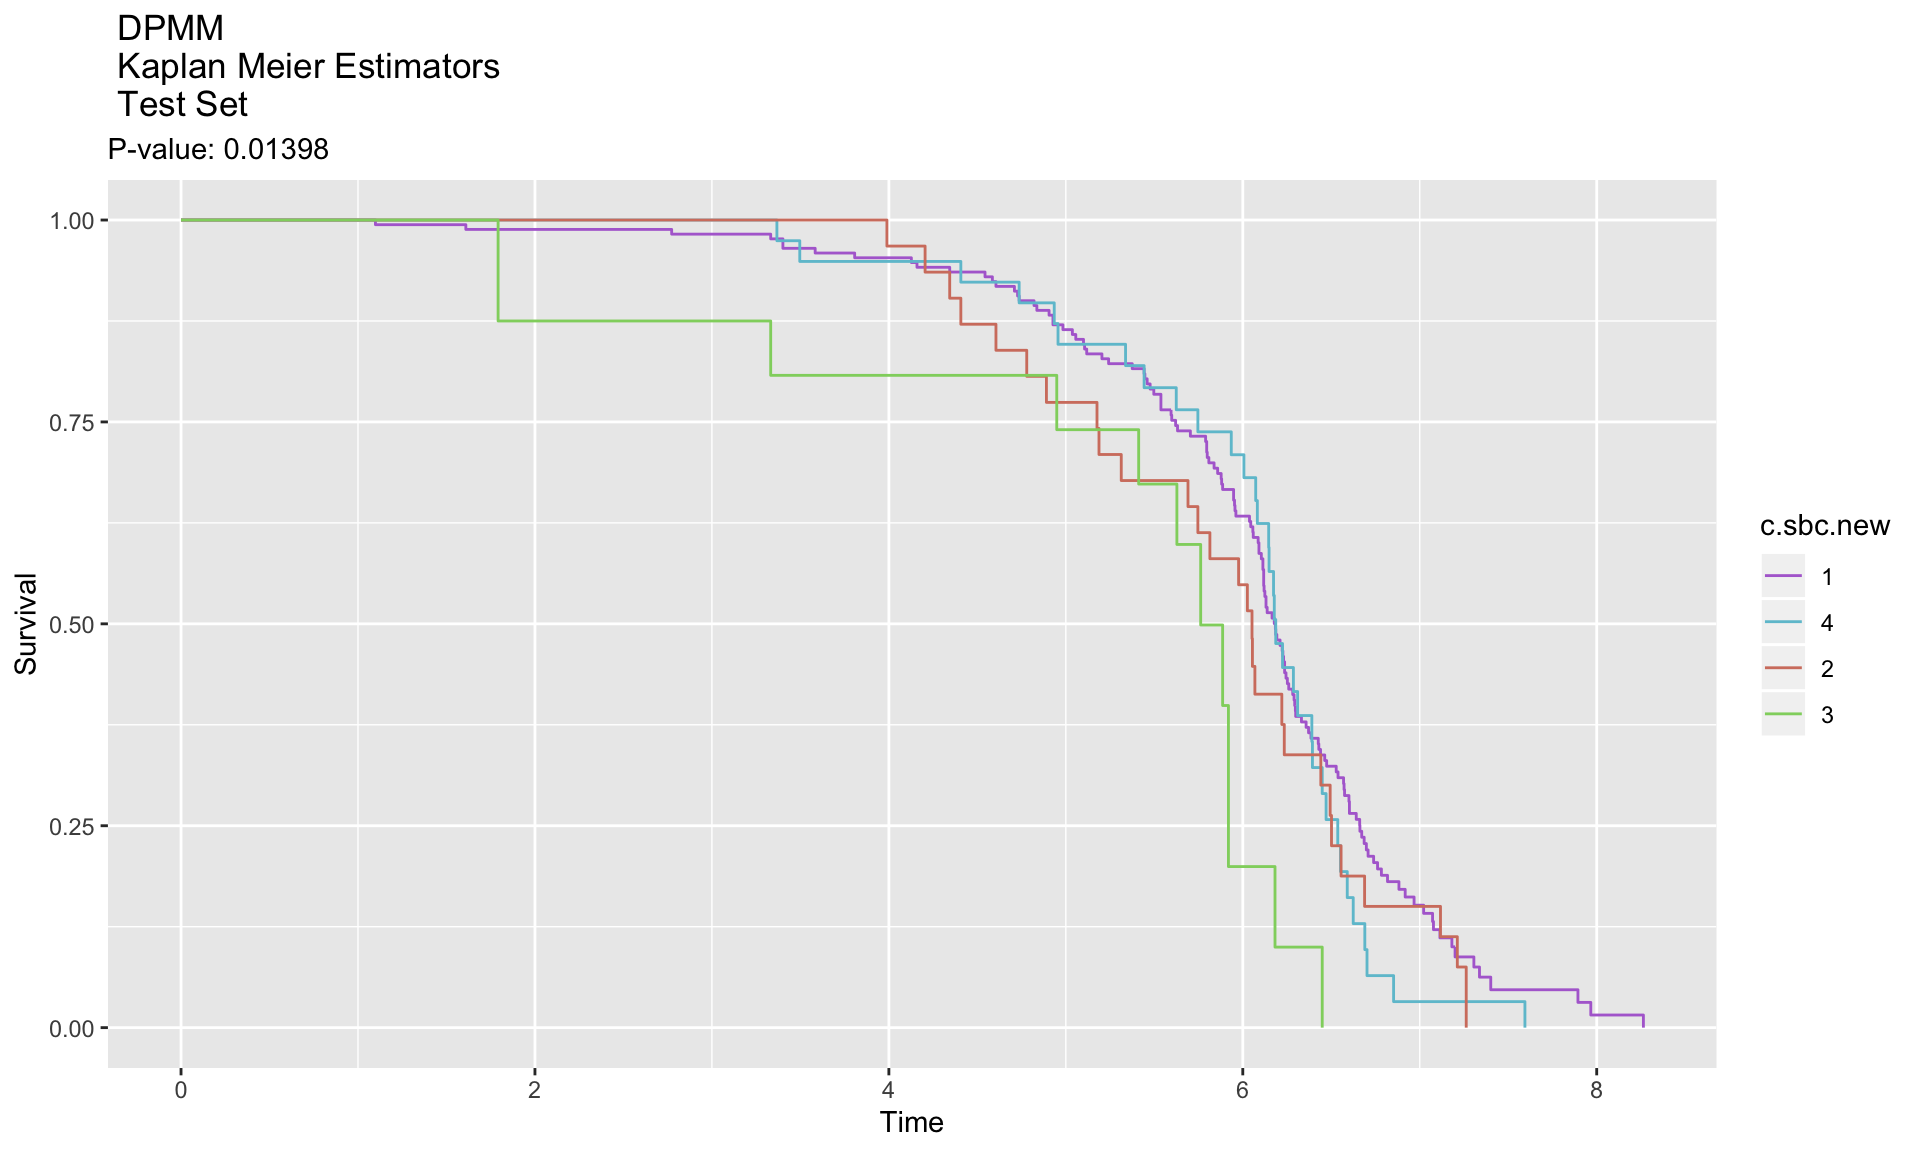 DPMM
Kaplan Meier Estimators
Test Set
P-value: 0.01398
1.00
0.75
0.50
0.25
0.00
Survival
0 2 4 6 8
Time
c.sbc.new
1
4
2
3